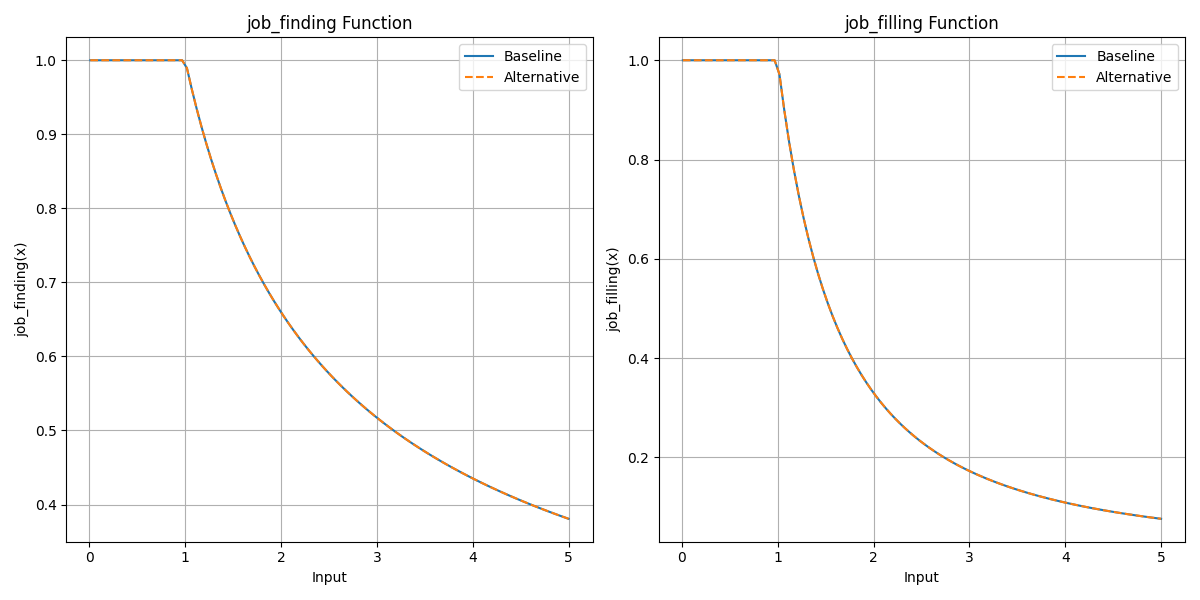 job_finding Function
job_finding(x)
1.0
0.9
0.8
0.7
0.6
0.5
0.4
Baseline
Alternative
0 1 2 3 4 5
Input
job_filling Function
job_filling(x)
1.0
0.8
0.6
0.4
0.2
Baseline
Alternative
0 1 2 3 4 5
Input